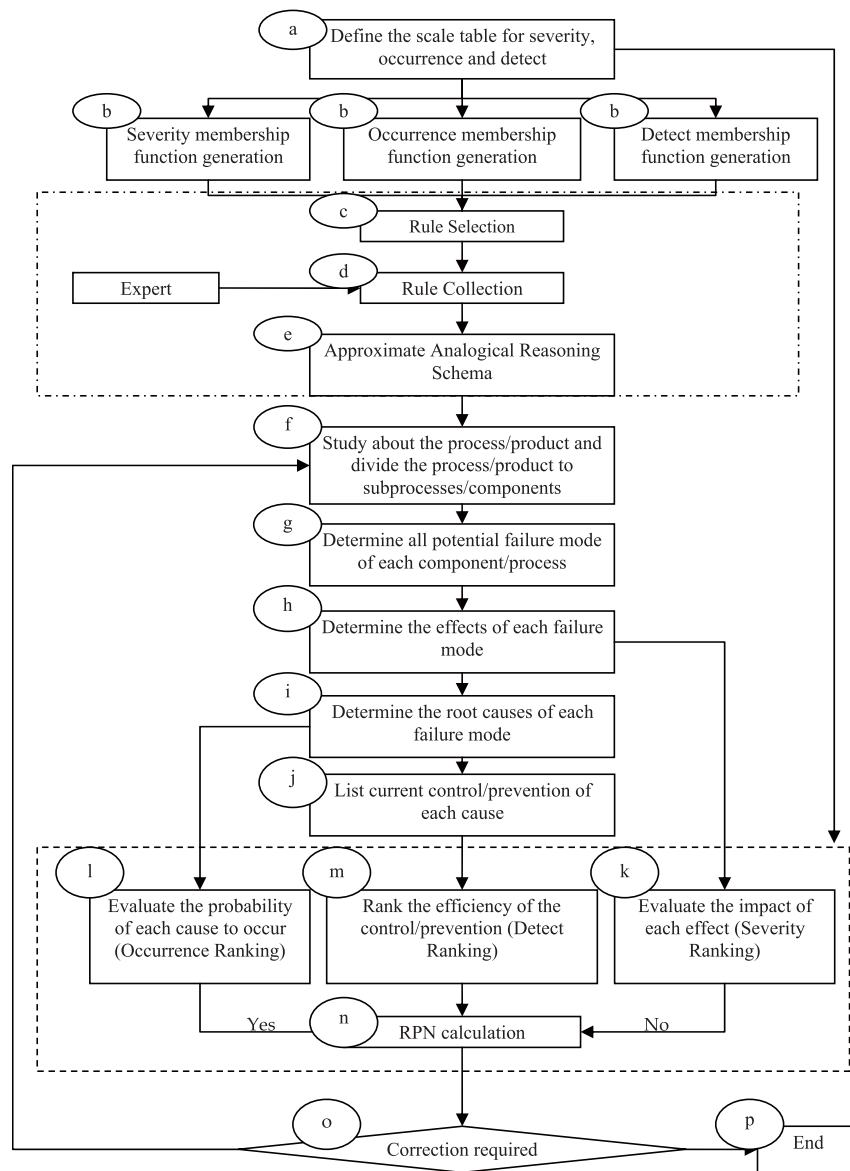 a
Define the scale table for severity,
occurrence and detect
b
Severity membership
function generation
b
Occurrence membership
function generation
b
Detect membership
function generation
c
Rule Selection
d
Expert
Rule Collection
e
Approximate Analogical Reasoning
Schema
f
Study about the process/product and
divide the process/product to
subprocesses/components
g
Determine all potential failure mode
of each component/process
h
Determine the effects of each failure
mode
i
Determine the root causes of each
failure mode
j
List current control/prevention of
each cause
l
Evaluate the probability
of each cause to occur
(Occurrence Ranking)
m
Rank the efficiency of the
control/prevention (Detect
Ranking)
k
Evaluate the impact of
each effect (Severity
Ranking)
Yes
n
RPN calculation
No
o
Correction required
p
End